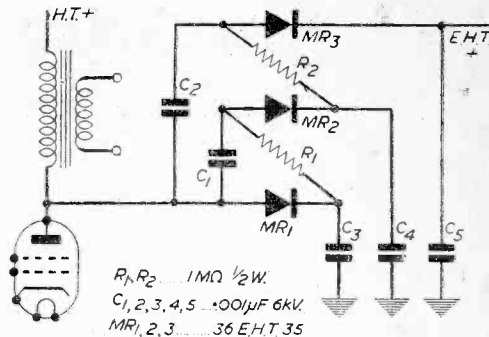 H.T.+
MR3
E.H.T.
+
R2
C2
MR2
C1
R1
MR1
C3
C4
C5
R1, R2 ..... 1MΩ ½W.
C1,2,3,4,5 ..... .001µF 6kV.
MR1,2,3 ..... 36 E.H.T. 35